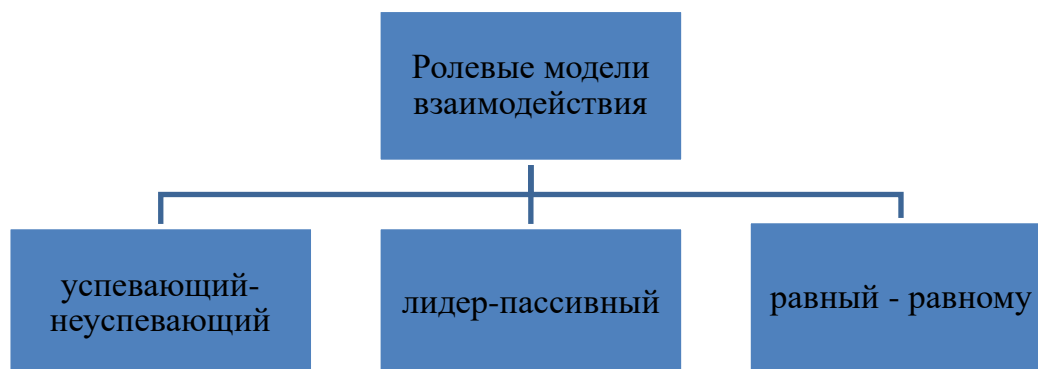 Ролевые модели
взаимодействия
успевающий-
неуспевающий
лидер-пассивный
равный - равному